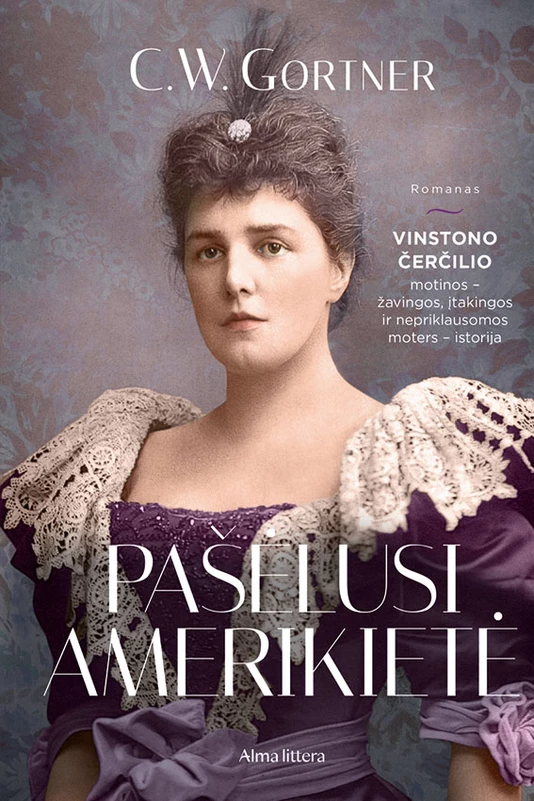 C.W. GORTNER
Romanas
VINSTONO
ČERČILIO
motinos –
žavingos, įtakingos
ir nepriklausomos
moters – istorija
PAŠĖLUSI
AMERIKIETĖ
Alma littera